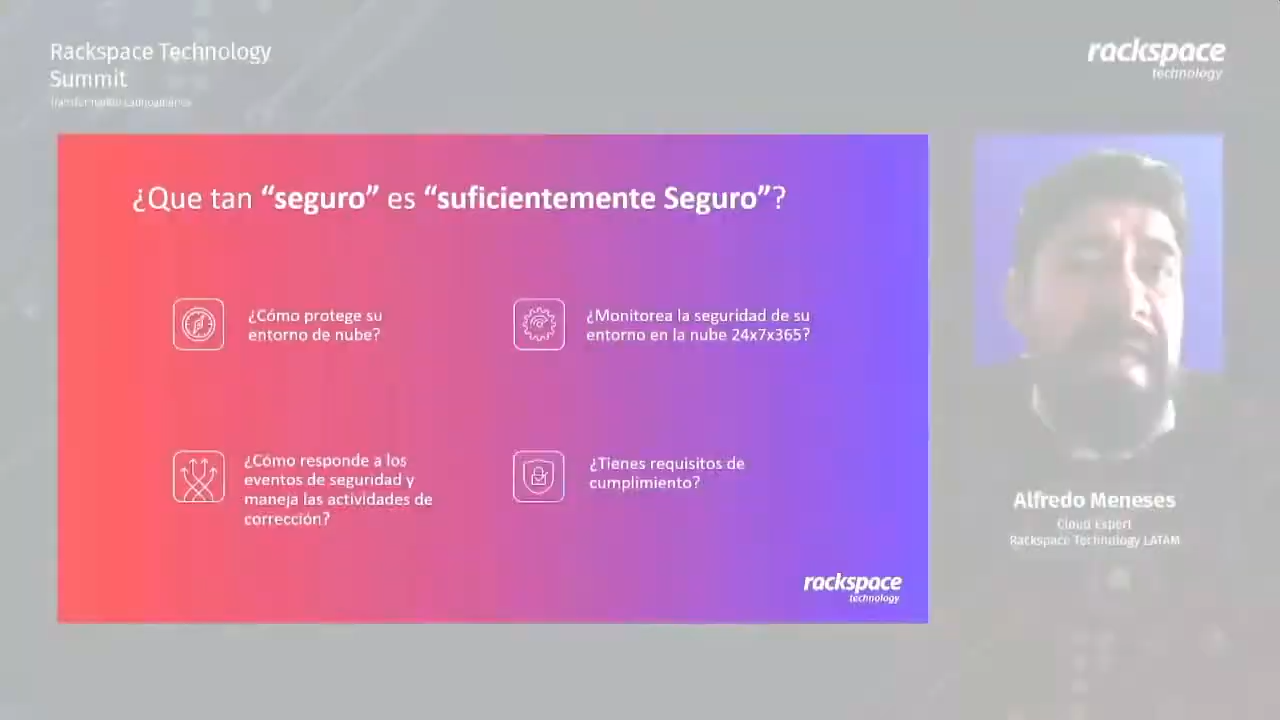 Rackspace Technology
Summit
Transformando Latinoamérica
rackspace
technology
¿Que tan “seguro” es “suficientemente Seguro”?
¿Cómo protege su
entorno de nube?
¿Monitorea la seguridad de su
entorno en la nube 24x7x365?
¿Cómo responde a los
eventos de seguridad y
maneja las actividades de
corrección?
¿Tienes requisitos de
cumplimiento?
rackspace
technology
Alfredo Meneses
Cloud Expert
Rackspace Technology LATAM